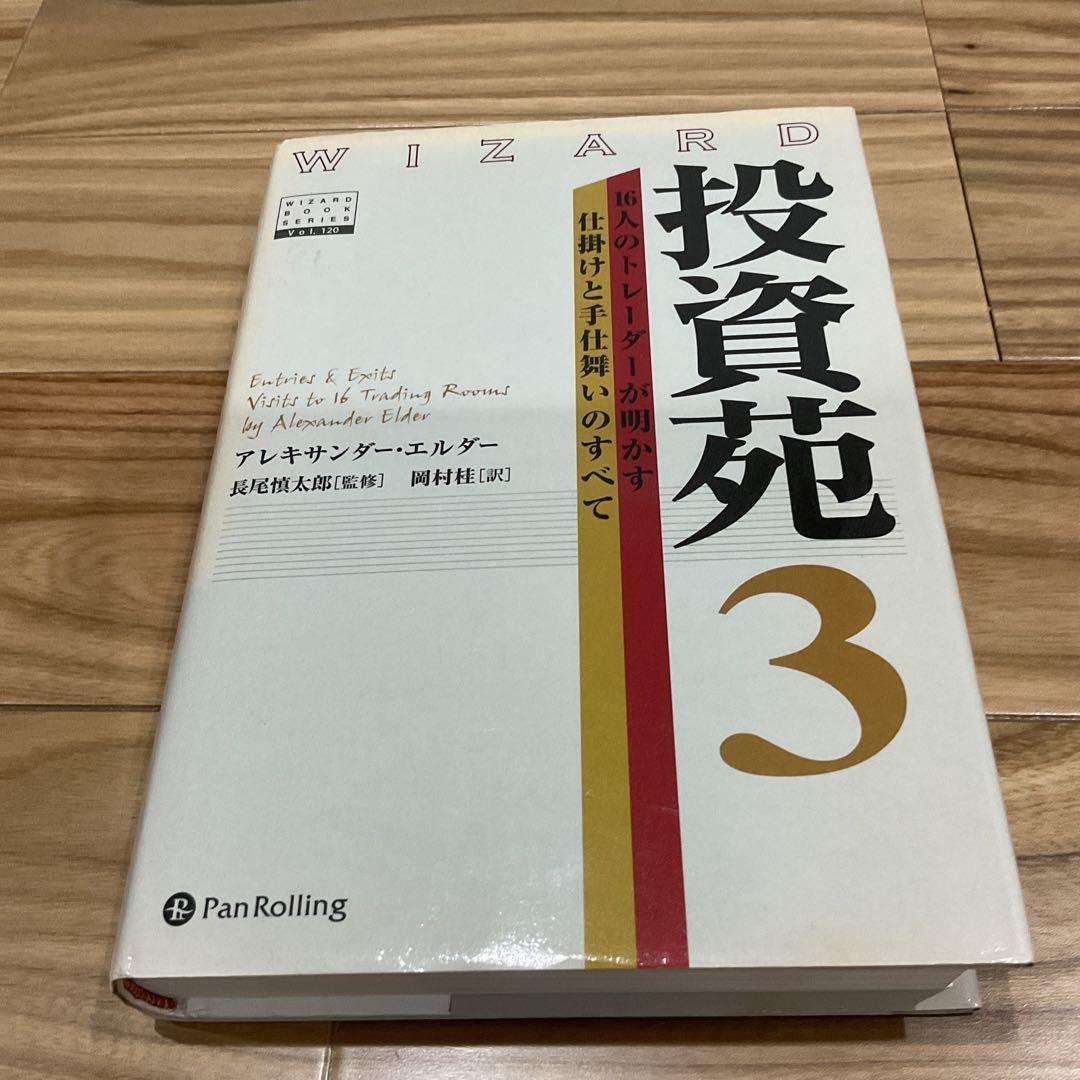 WIZARD
WIZARD
BOOK
SERIES
Vol. 120
投資苑
3
16人のトレーダーが明かす
仕掛けと手仕舞いのすべて
Entries & Exits
Visits to 16 Trading Rooms
by Alexander Elder
アレキサンダー・エルダー
長尾慎太郎[監修] 岡村桂[訳]
PanRolling